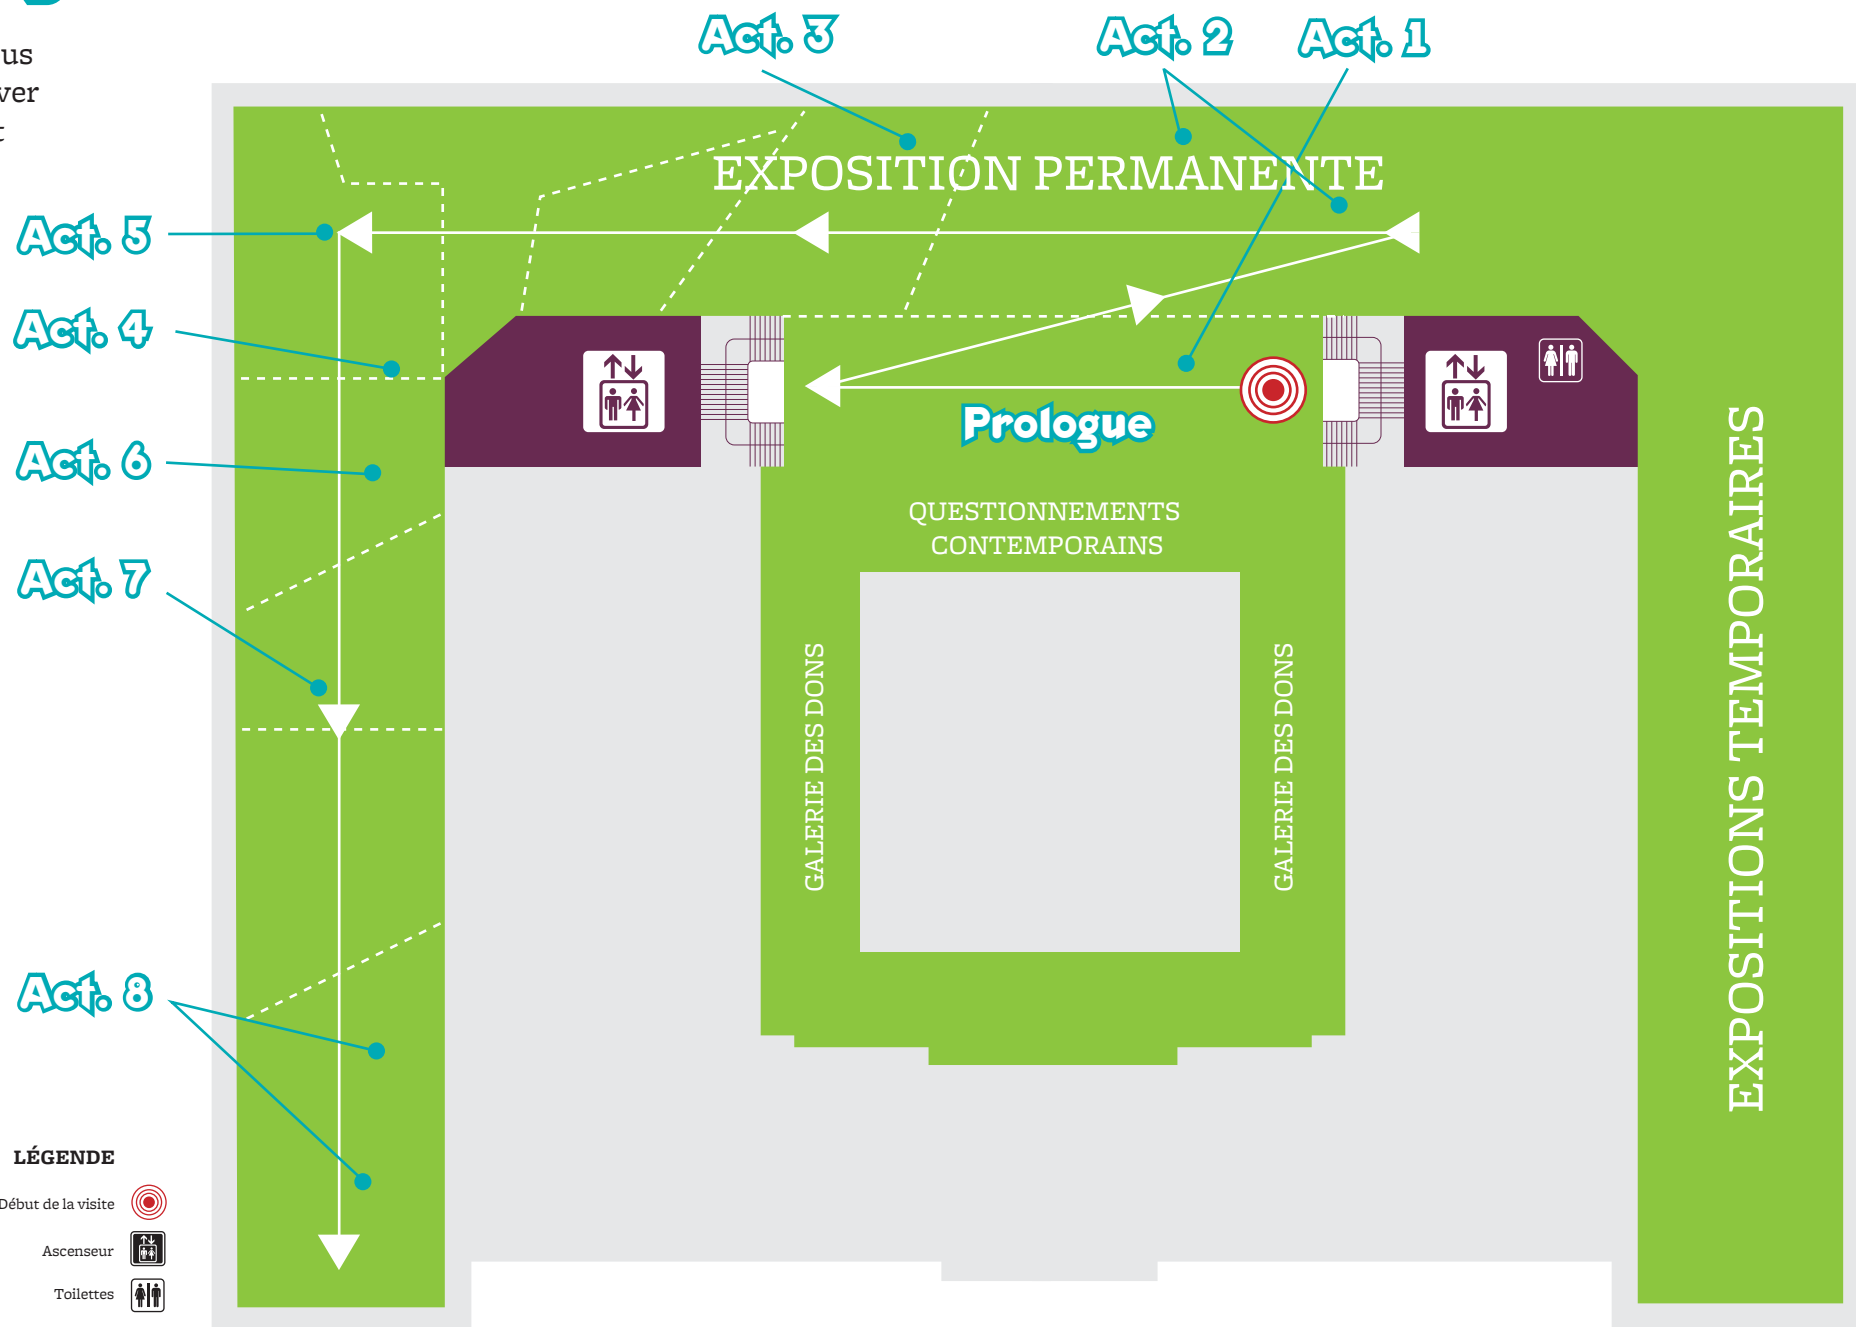 us
ver
t
Act. 3
Act. 2
Act. 1
EXPOSITION PERMANENTE
Act. 5
Act. 4
Act. 6
Act. 7
Act. 8
Prologue
QUESTIONNEMENTS
CONTEMPORAINS
GALERIE DES DONS
GALERIE DES DONS
EXPOSITIONS TEMPORAIRES
LÉGENDE
Début de la visite
Ascenseur
Toilettes